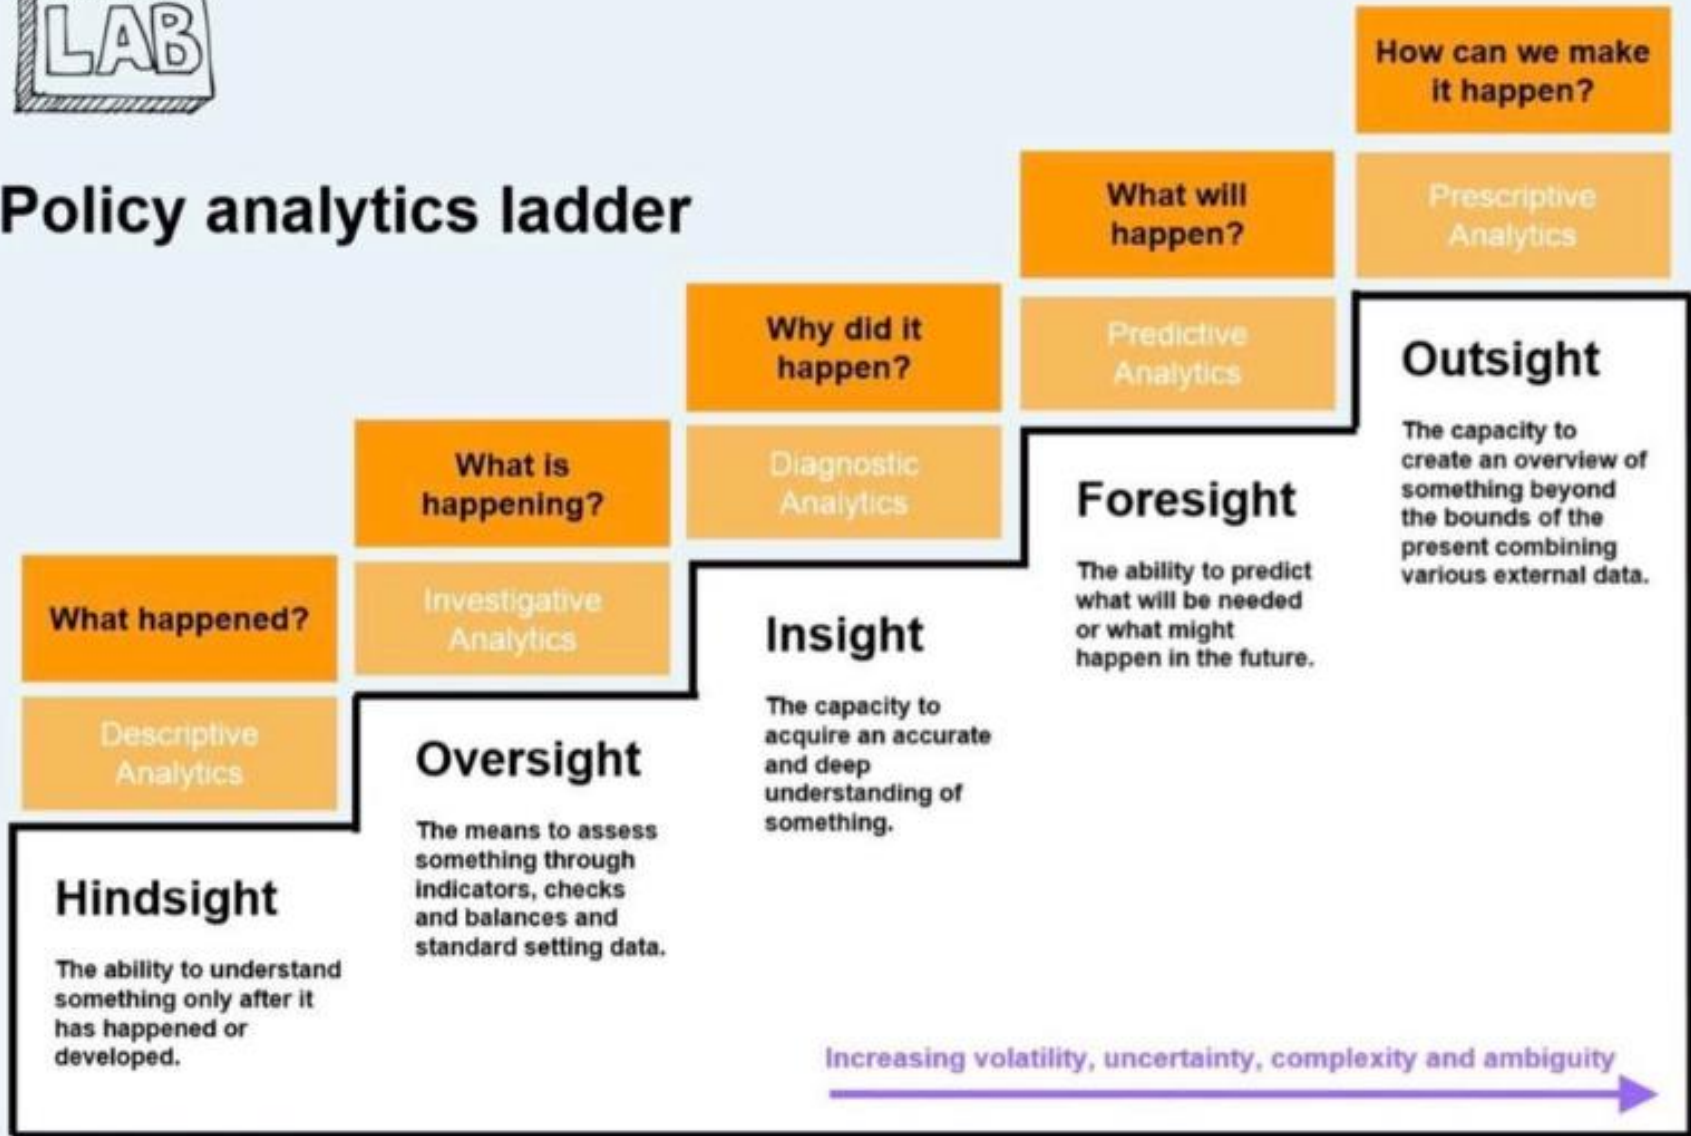 LAB
Policy analytics ladder
What happened?
Descriptive
Analytics
Hindsight
The ability to understand
something only after it
has happened or
developed.
What is
happening?
Investigative
Analytics
Oversight
The means to assess
something through
indicators, checks
and balances and
standard setting data.
Why did it
happen?
Diagnostic
Analytics
Insight
The capacity to
acquire an accurate
and deep
understanding of
something.
What will
happen?
Predictive
Analytics
Foresight
The ability to predict
what will be needed
or what might
happen in the future.
How can we make
it happen?
Prescriptive
Analytics
Outsight
The capacity to
create an overview of
something beyond
the bounds of the
present combining
various external data.
Increasing volatility, uncertainty, complexity and ambiguity